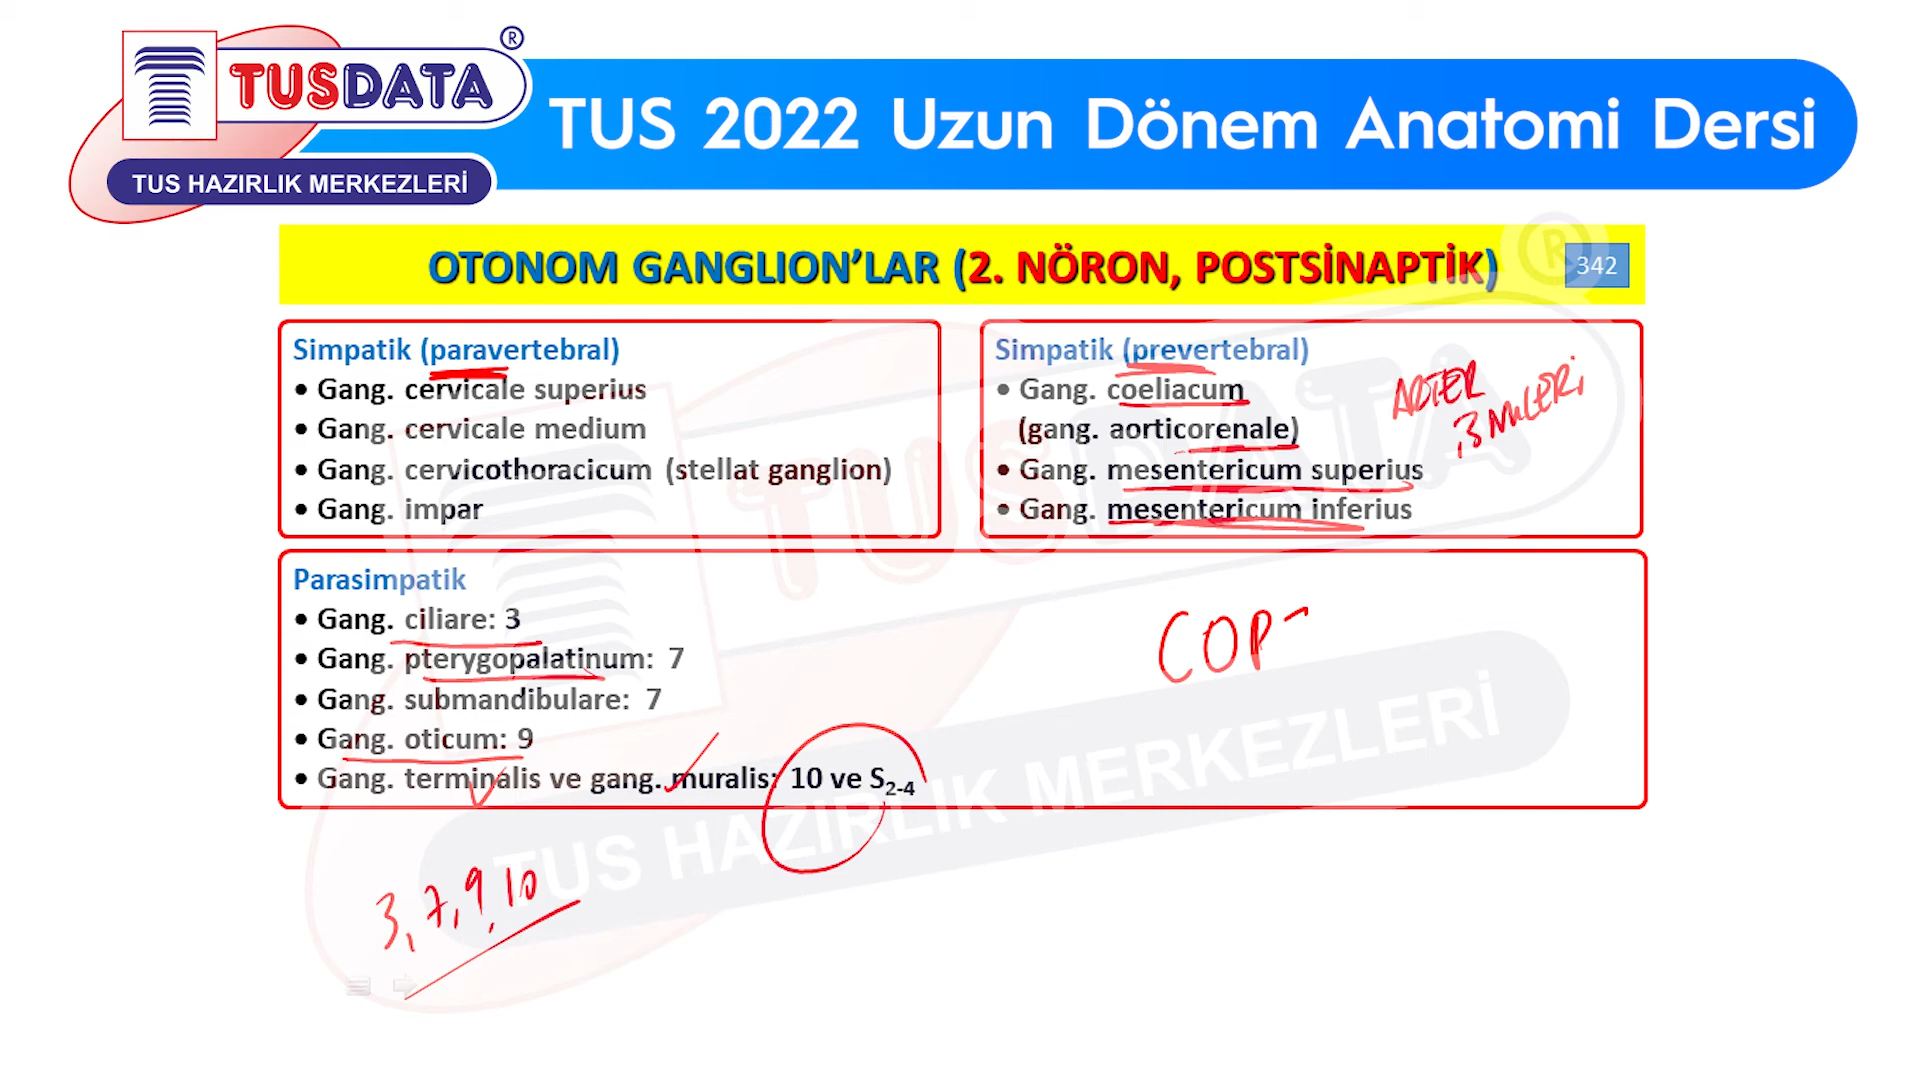 TUSDATA ®
TUS HAZIRLIK MERKEZLERİ
TUS 2022 Uzun Dönem Anatomi Dersi
OTONOM GANGLION’LAR (2. NÖRON, POSTSİNAPTİK)
342
Simpatik (paravertebral)
• Gang. cervicale superius
• Gang. cervicale medium
• Gang. cervicothoracicum (stellat ganglion)
• Gang. impar
Simpatik (prevertebral)
• Gang. coeliacum
(gang. aorticorenale)
• Gang. mesentericum superius
• Gang. mesentericum inferius
Parasimpatik
• Gang. ciliare: 3
• Gang. pterygopalatinum: 7
• Gang. submandibulare: 7
• Gang. oticum: 9
• Gang. terminalis ve gang. muralis: 10 ve S2-4
COP
3, 7, 9, 10
TUSDATA ®
TUS HAZIRLIK MERKEZLERİ